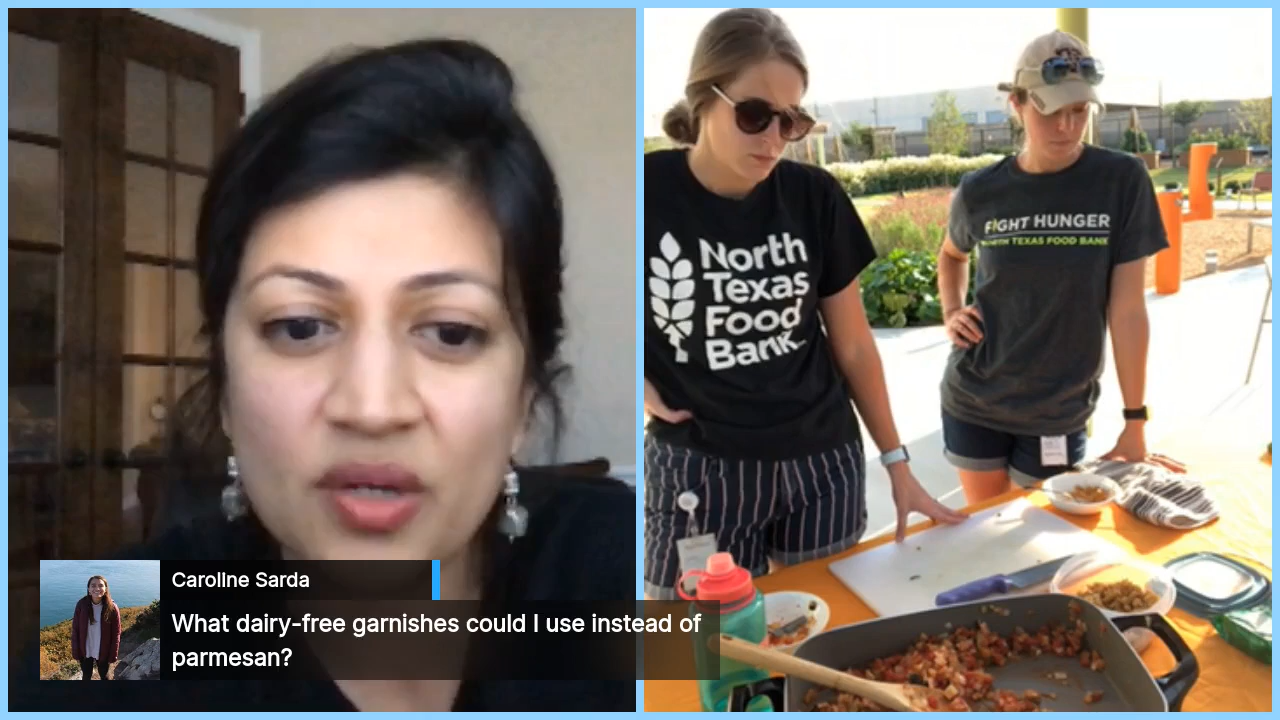 North
Texas
Food
Bank
FIGHT HUNGER
NORTH TEXAS FOOD BANK
Caroline Sarda
What dairy-free garnishes could I use instead of
parmesan?